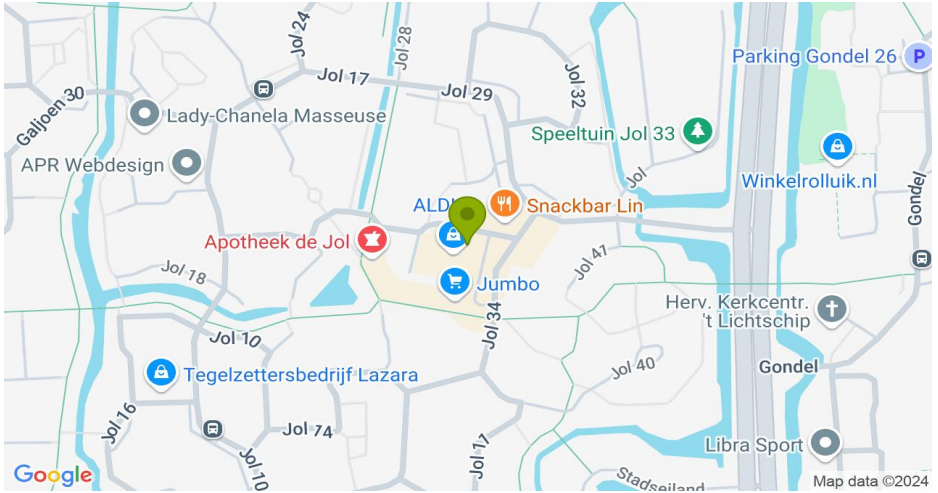 Jol 24
Jol 28
Parking Gondel 26
P
Jol 17
Jol 29
Jol 32
Galjoen 30
Lady-Chanela Masseuse
Speeltuin Jol 33
APR Webdesign
Jol
Winkelrolluik.nl
Gondel
ALDI
Snackbar Lin
Apotheek de Jol
Jol 47
Jol 18
Jumbo
Herv. Kerkcentr.
't Lichtschip
Jol 34
Jol 10
Jol 40
Gondel
Tegelzettersbedrijf Lazara
Jol 16
Jol 74
Jol 17
Libra Sport
Jol 10
Stadseiland
Google
Map data ©2024